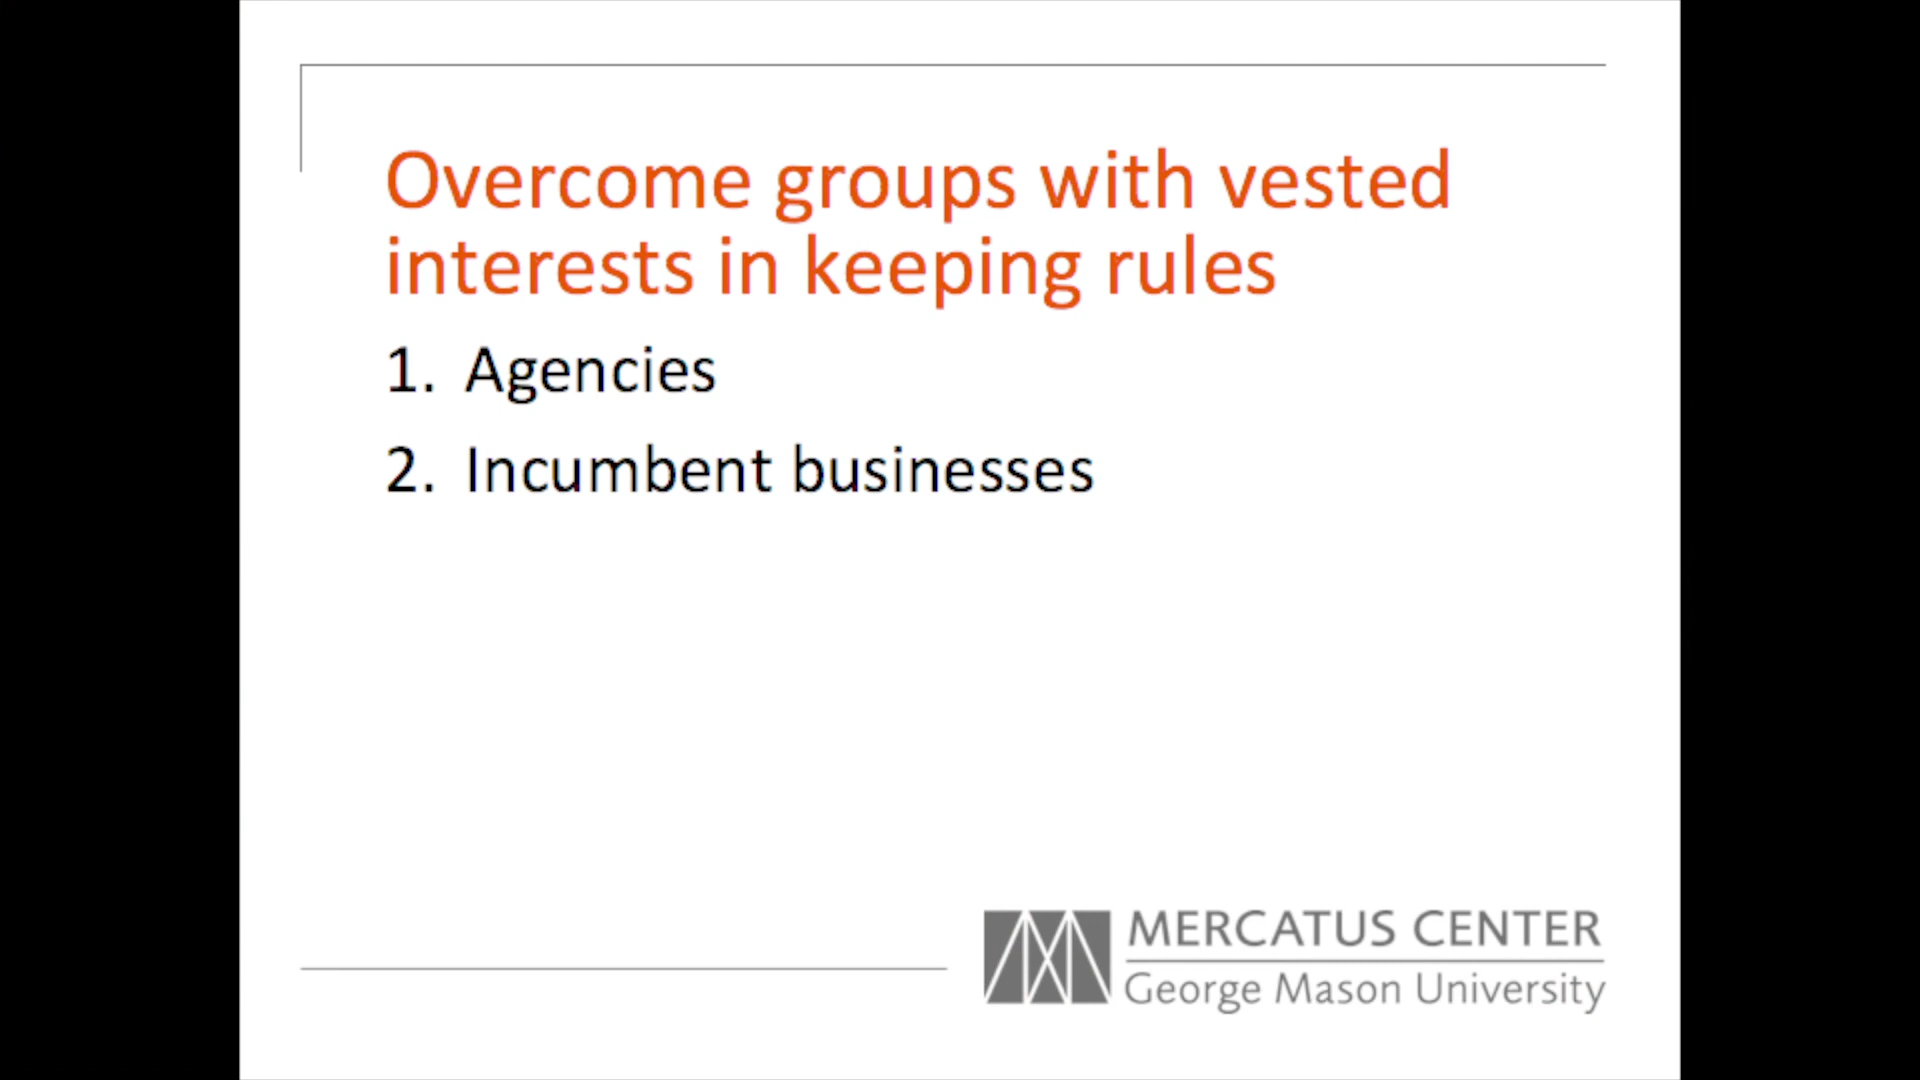 Overcome groups with vested
interests in keeping rules
1. Agencies
2. Incumbent businesses
MERCATUS CENTER
George Mason University